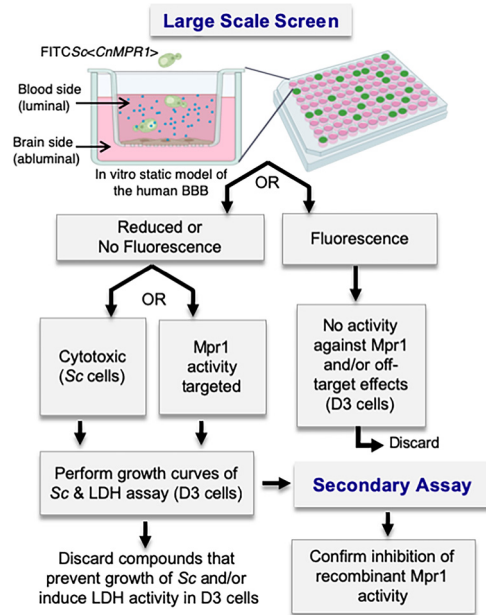 Large Scale Screen
FITCSc<CnMPR1>
Blood side
(luminal)
Brain side
(abluminal)
In vitro static model
of the human BBB
OR
Reduced or
No Fluorescence
Fluorescence
OR
Cytotoxic
(Sc cells)
Mpr1
activity
targeted
No activity
against Mpr1
and/or off-
target effects
(D3 cells)
Discard
Perform growth curves of
Sc & LDH assay (D3 cells)
Secondary Assay
Discard compounds that
prevent growth of Sc and/or
induce LDH activity in D3 cells
Confirm inhibition of
recombinant Mpr1
activity